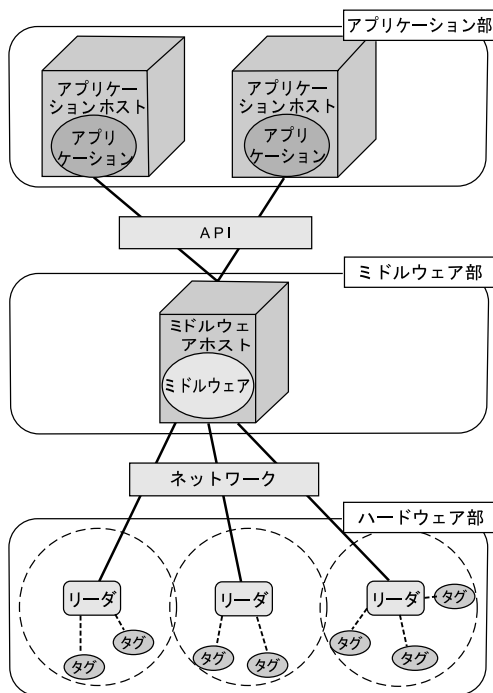 アプリケーション部
アプリケー
ションホスト
アプリ
ケーション
アプリケー
ションホスト
アプリ
ケーション
API
ミドルウェア部
ミドルウェ
アホスト
ミドルウェア
ネットワーク
ハードウェア部
リーダ
リーダ
リーダ
タグ
タグ
タグ
タグ
タグ
タグ
タグ